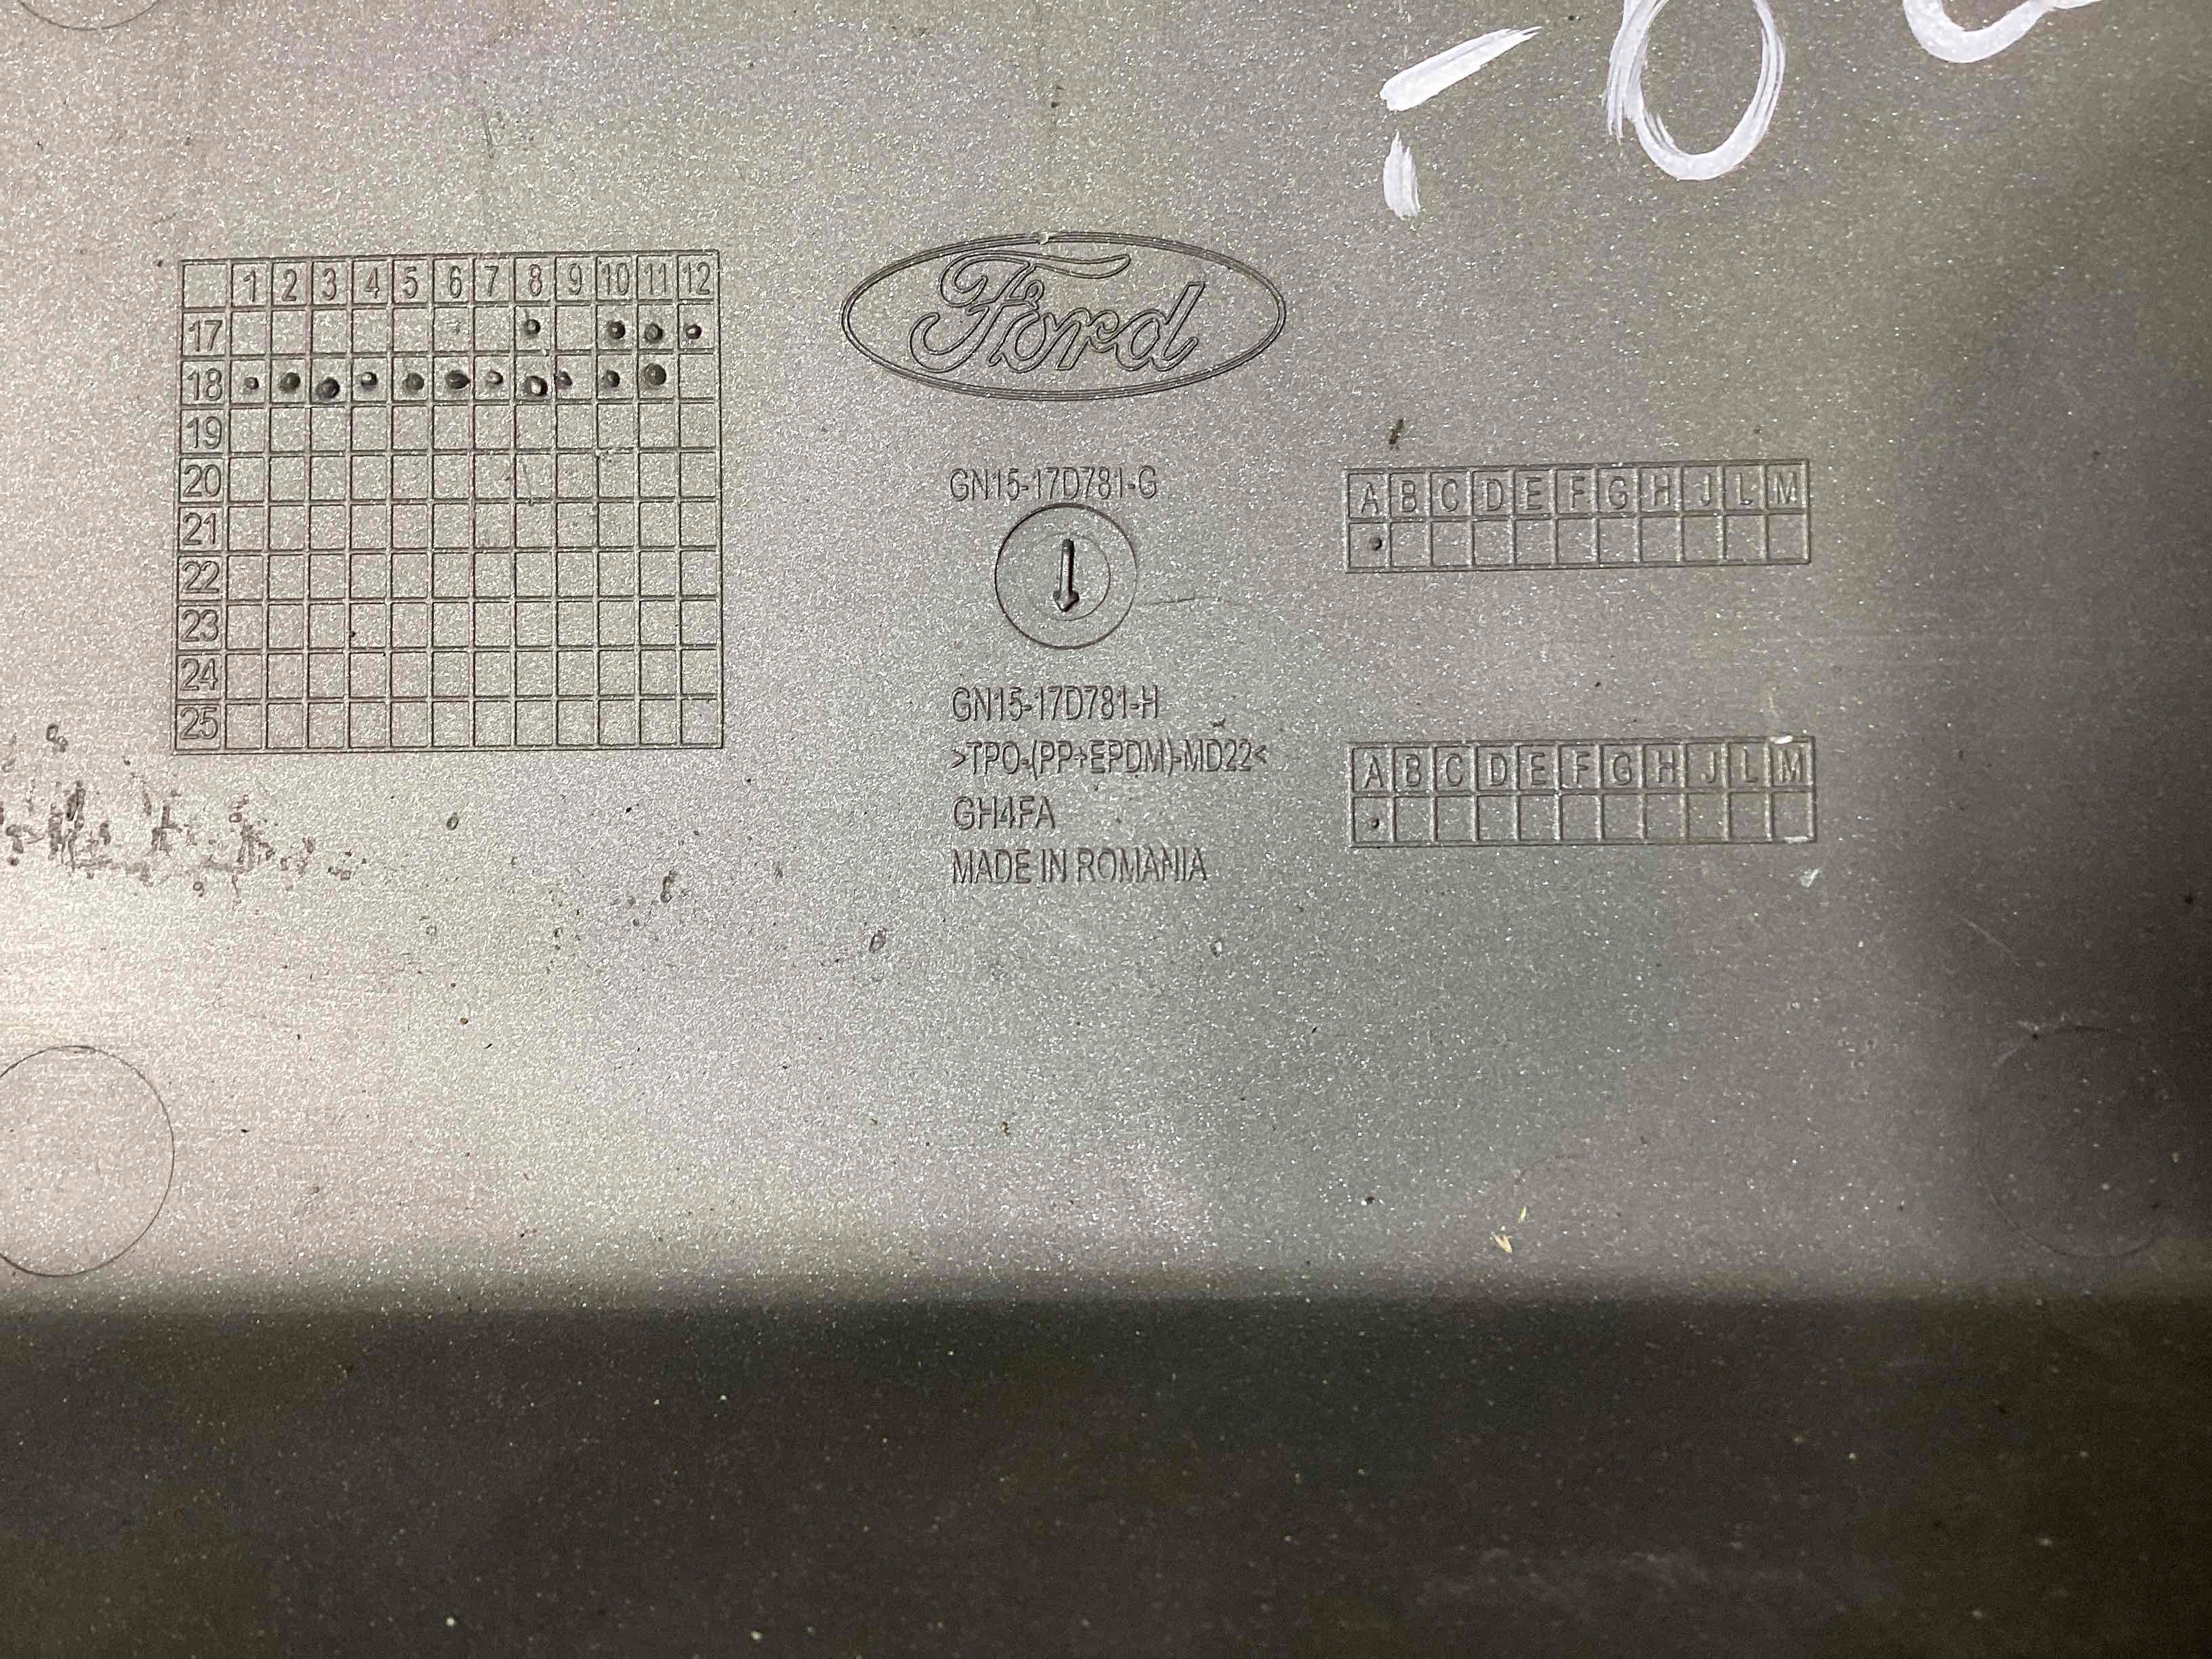 1 2 3 4 5 6 7 8 9 10 11 12
17
18
19
20
21
22
23
24
25
Ford
GN15-17D781-G
A B C D E F G H J L M
GN15-17D781-H
>TPO-(PP+EPDM)-MD22<
GH4FA
MADE IN ROMANIA
A B C D E F G H J L M